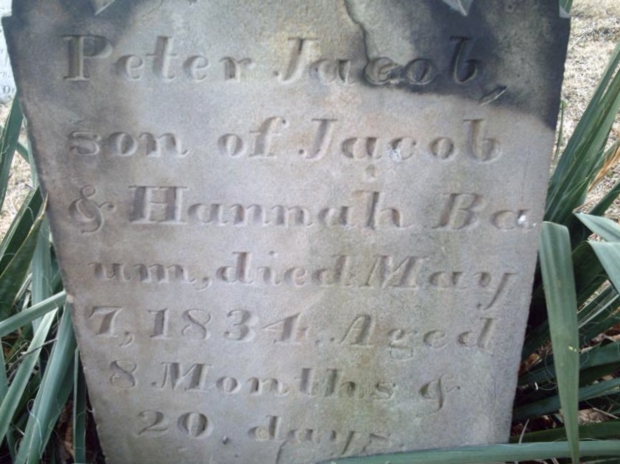 Peter Jacob,
son of Jacob
& Hannah Ba
um, died May
7, 1834. Aged
8 Months &
20, days.